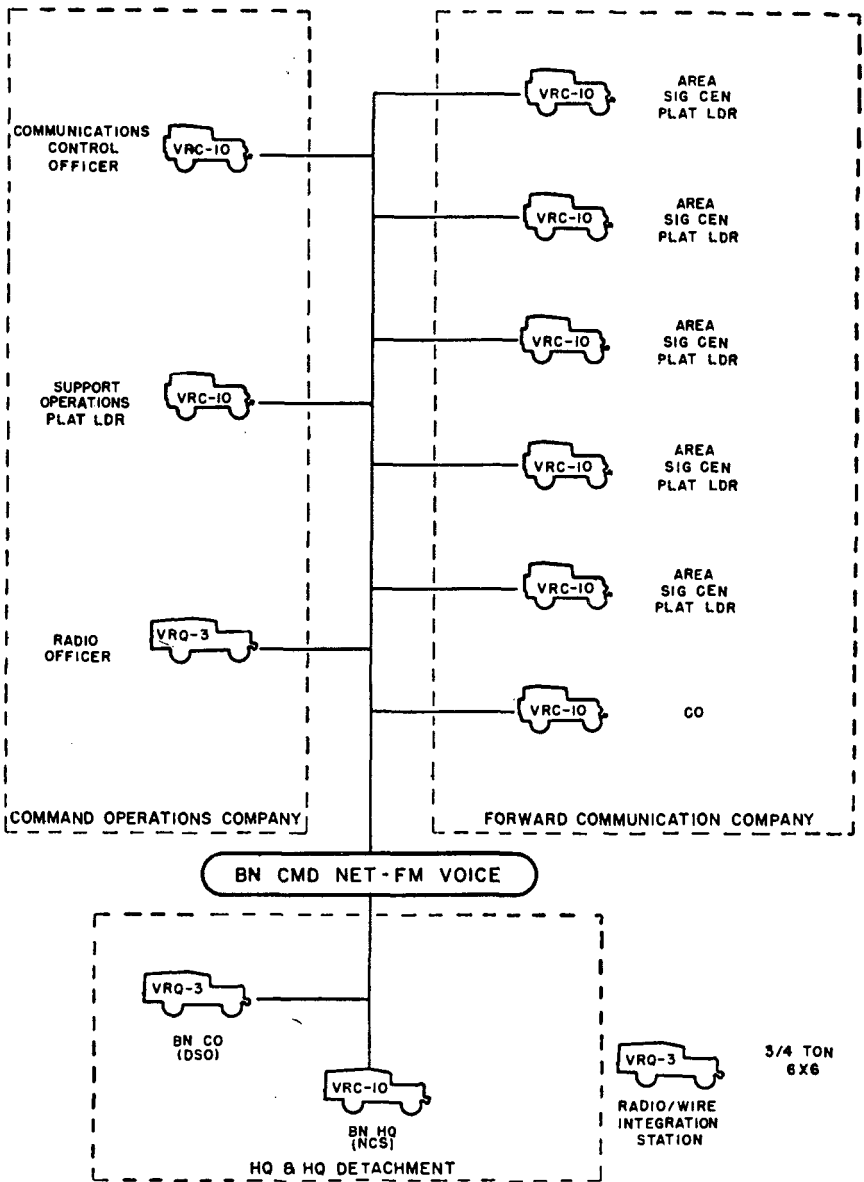 COMMUNICATIONS
CONTROL
OFFICER
VRC-10
SUPPORT
OPERATIONS
PLAT LDR
VRC-10
RADIO
OFFICER
VRQ-3
COMMAND OPERATIONS COMPANY
VRC-10
AREA
SIG CEN
PLAT LDR
VRC-10
AREA
SIG CEN
PLAT LDR
VRC-10
AREA
SIG CEN
PLAT LDR
VRC-10
AREA
SIG CEN
PLAT LDR
VRC-10
AREA
SIG CEN
PLAT LDR
VRC-10
CO
FORWARD COMMUNICATION COMPANY
BN CMD NET-FM VOICE
VRQ-3
BN CO
(DSO)
VRC-10
BN HQ
(NCS)
HQ & HQ DETACHMENT
VRQ-3
RADIO/WIRE
INTEGRATION
STATION
3/4 TON
6X6